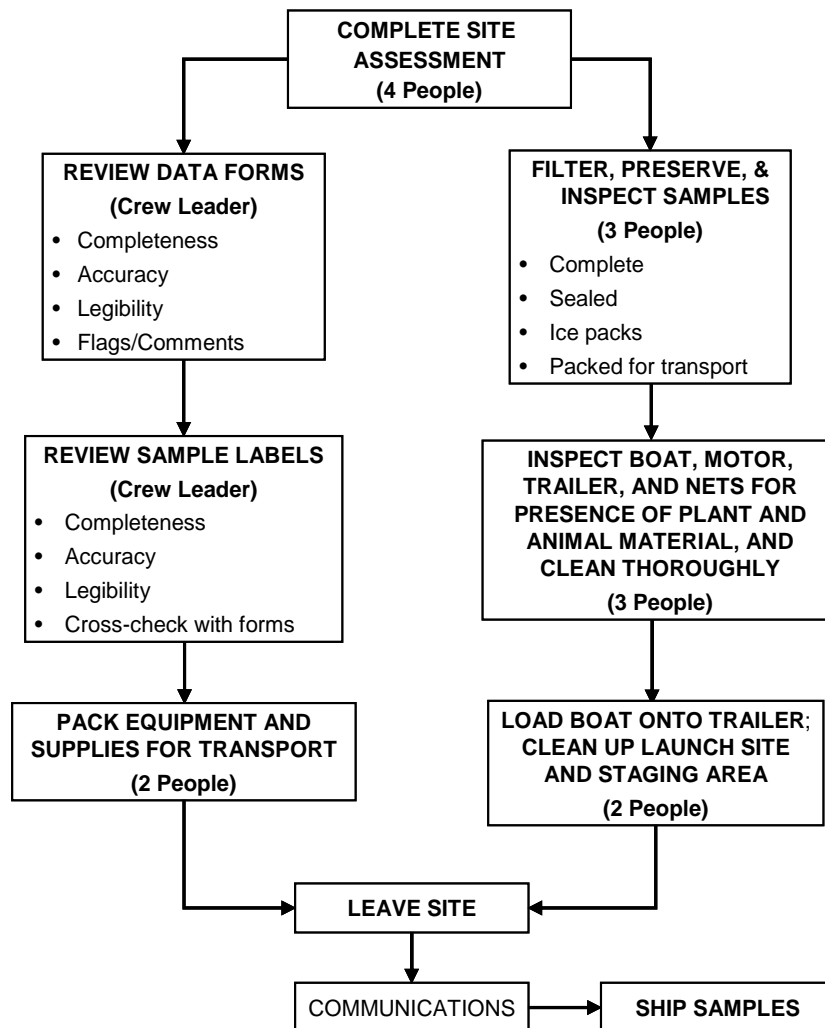 COMPLETE SITE
ASSESSMENT
(4 People)
REVIEW DATA FORMS
(Crew Leader)
• Completeness
• Accuracy
• Legibility
• Flags/Comments
FILTER, PRESERVE, &
INSPECT SAMPLES
(3 People)
• Complete
• Sealed
• Ice packs
• Packed for transport
REVIEW SAMPLE LABELS
(Crew Leader)
• Completeness
• Accuracy
• Legibility
• Cross-check with forms
INSPECT BOAT, MOTOR,
TRAILER, AND NETS FOR
PRESENCE OF PLANT AND
ANIMAL MATERIAL, AND
CLEAN THOROUGHLY
(3 People)
PACK EQUIPMENT AND
SUPPLIES FOR TRANSPORT
(2 People)
LOAD BOAT ONTO TRAILER;
CLEAN UP LAUNCH SITE
AND STAGING AREA
(2 People)
LEAVE SITE
COMMUNICATIONS
SHIP SAMPLES